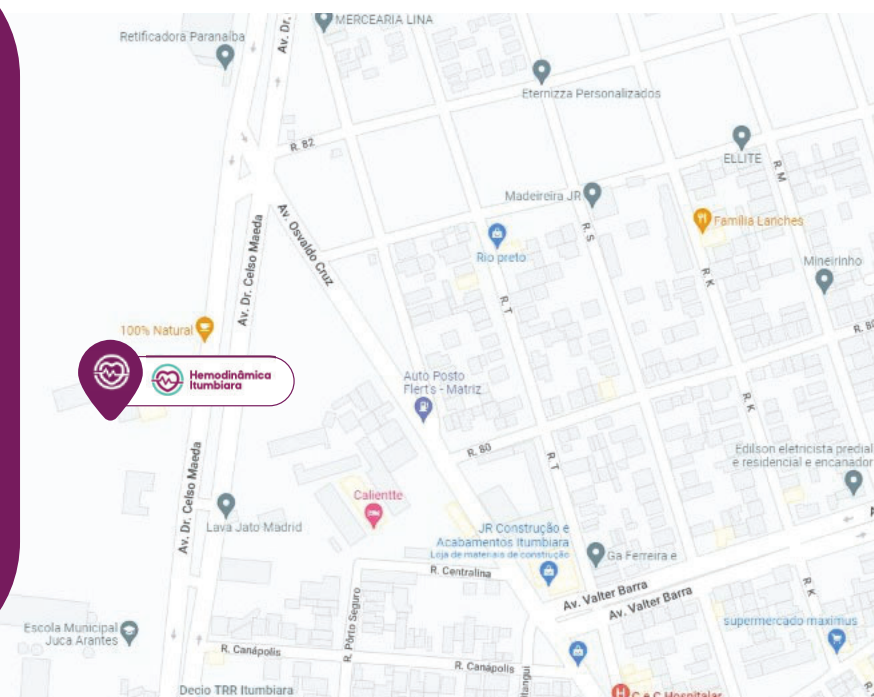 MERCEARIA LINA
Retificadora Paranaíba
Av. Dr.
Eternizza Personalizados
R. 82
ELLITE
R. M
Madeireira JR
Família Lanches
Av. Osvaldo Cruz
R. S
Av. Dr. Celso Maeda
Rio preto
Mineirinho
R. K
R. T
100% Natural
Hemodinâmica
Itumbiara
Auto Posto
Flert's - Matriz
R. K
R. 80
R. T
Edilson eletricista predial
e residencial e encanador
Av. Dr. Celso Maeda
Calientte
Lava Jato Madrid
JR Construção e
Acabamentos Itumbiara
Loja de materiais de construção
Ga Ferreira e
R. Centralina
Av. Valter Barra
Av. Valter Barra
R. K
R. Pôrto Seguro
supermercado maximus
Escola Municipal
Juca Arantes
R. Canápolis
R. Canápolis
Decio TRR Itumbiara
H C e C Hospitalar